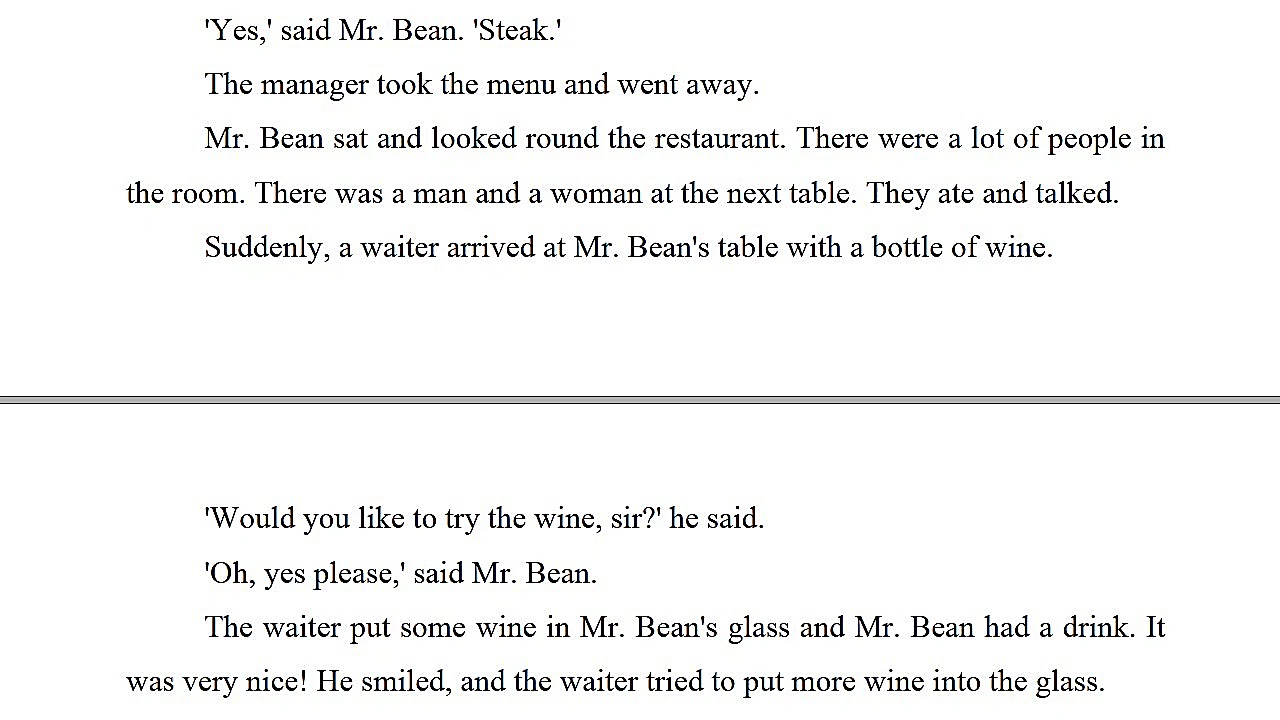 'Yes,' said Mr. Bean. 'Steak.'
The manager took the menu and went away.
Mr. Bean sat and looked round the restaurant. There were a lot of people in
the room. There was a man and a woman at the next table. They ate and talked.
Suddenly, a waiter arrived at Mr. Bean's table with a bottle of wine.
'Would you like to try the wine, sir?' he said.
'Oh, yes please,' said Mr. Bean.
The waiter put some wine in Mr. Bean's glass and Mr. Bean had a drink. It
was very nice! He smiled, and the waiter tried to put more wine into the glass.